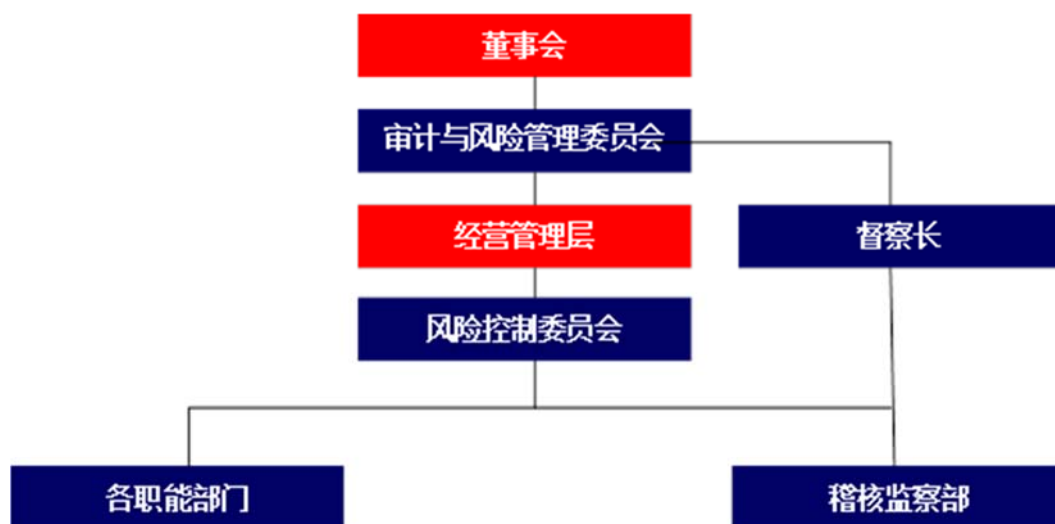 董事会
审计与风险管理委员会
经营管理层
督察长
风险控制委员会
各职能部门
稽核监察部